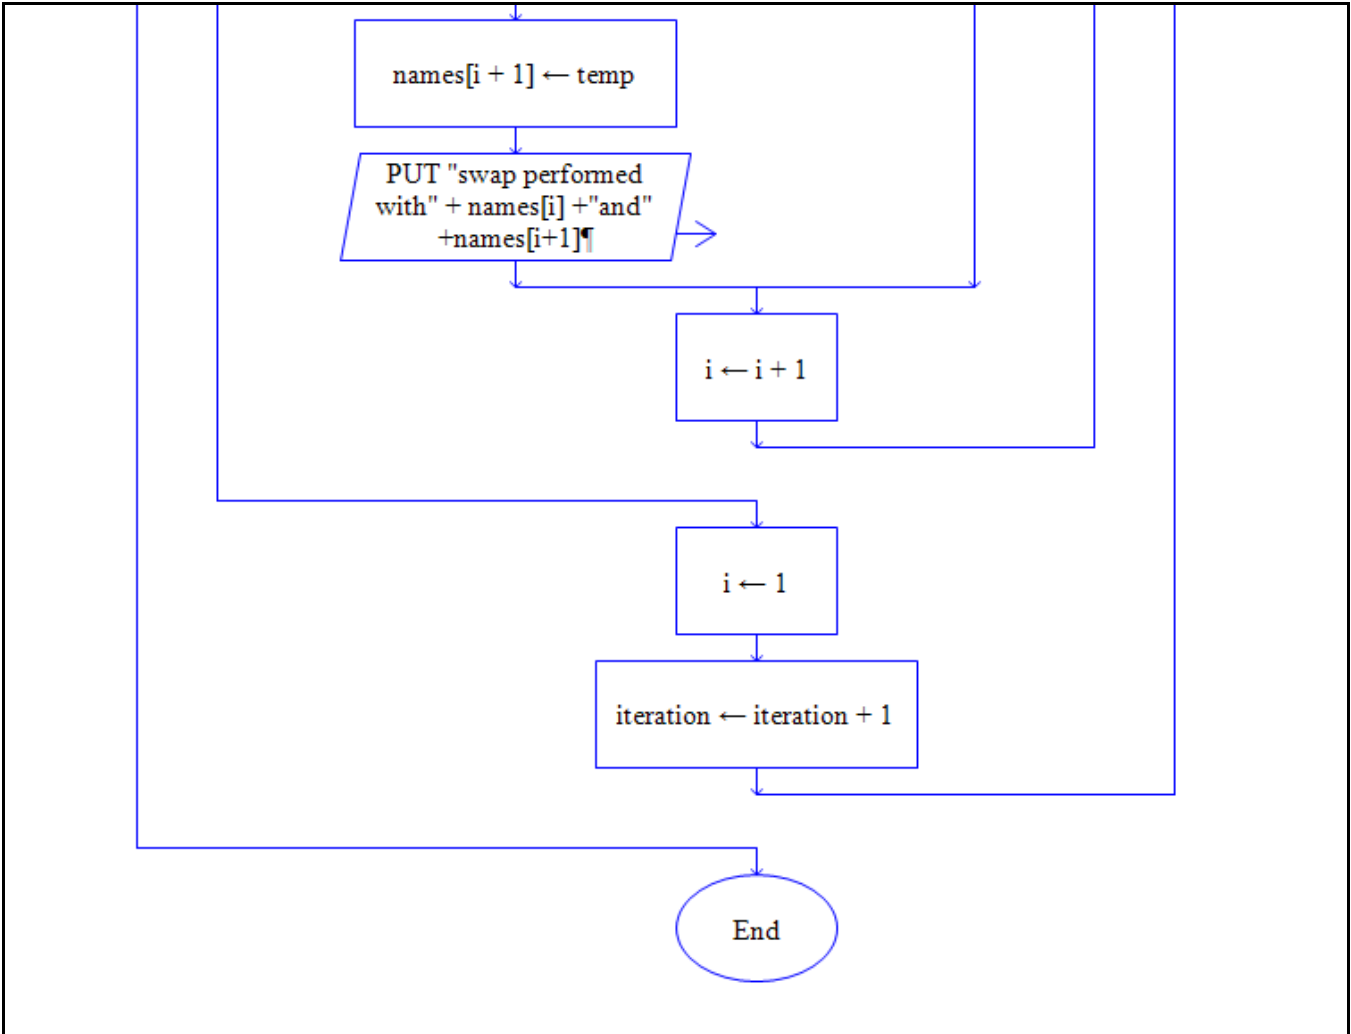 names[i + 1] ← temp
PUT "swap performed
with" + names[i] +"and"
+names[i+1]¶
i ← i + 1
i ← 1
iteration ← iteration + 1
End